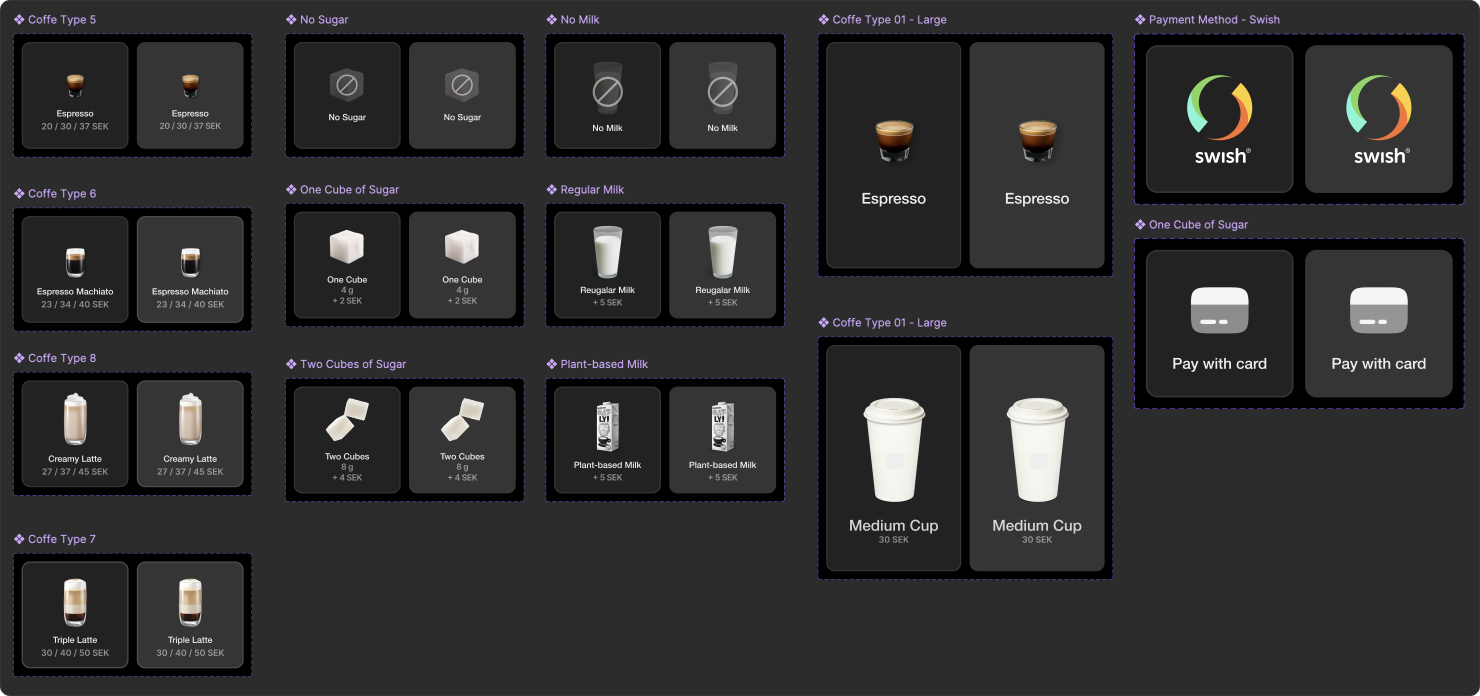 Coffe Type 5
Espresso
20 / 30 / 37 SEK
Espresso
20 / 30 / 37 SEK
Coffe Type 6
Espresso Machiato
23 / 34 / 40 SEK
Espresso Machiato
23 / 34 / 40 SEK
Coffe Type 8
Creamy Latte
27 / 37 / 45 SEK
Creamy Latte
27 / 37 / 45 SEK
Coffe Type 7
Triple Latte
30 / 40 / 50 SEK
Triple Latte
30 / 40 / 50 SEK
No Sugar
No Sugar
No Sugar
One Cube of Sugar
One Cube
4 g
+ 2 SEK
One Cube
4 g
+ 2 SEK
Two Cubes of Sugar
Two Cubes
8 g
+ 4 SEK
Two Cubes
8 g
+ 4 SEK
No Milk
No Milk
No Milk
Regular Milk
Reugalar Milk
+ 5 SEK
Reugalar Milk
+ 5 SEK
Plant-based Milk
LY!
Plant-based Milk
+ 5 SEK
LY!
Plant-based Milk
+ 5 SEK
Coffe Type 01 - Large
Espresso
Espresso
Coffe Type 01 - Large
Medium Cup
30 SEK
Medium Cup
30 SEK
Payment Method - Swish
swish®
swish®
One Cube of Sugar
Pay with card
Pay with card